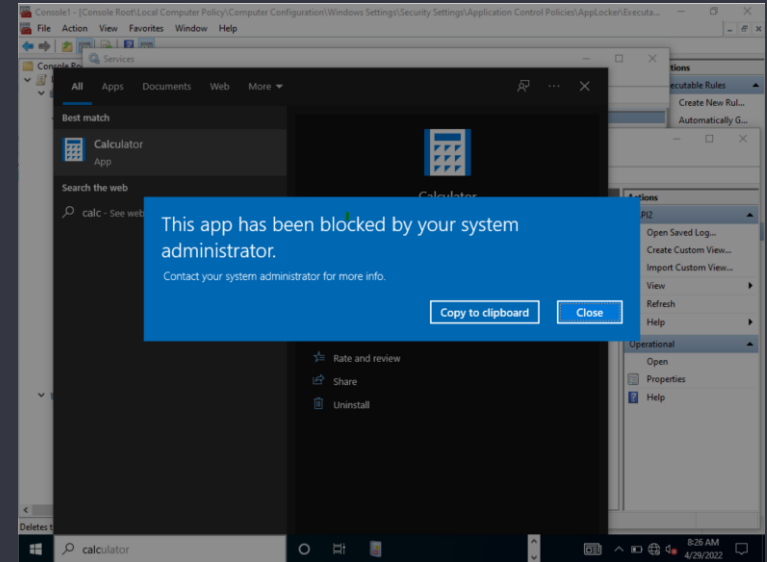 Console1 - [Console Root\Local Computer Policy\Computer Configuration\Windows Settings\Security Settings\Application Control Policies\AppLocker\Executa...
File Action View Favorites Window Help
Services
Console Ro
tions
ecutable Rules
Create New Rul...
Automatically G...
All Apps Documents Web More
Best match
Calculator
App
Search the web
calc - See web
Calculator
This app has been blocked by your system
administrator.
Contact your system administrator for more info.
Copy to clipboard
Close
Rate and review
Share
Uninstall
Actions
PI2
Open Saved Log...
Create Custom View...
Import Custom View...
View
Refresh
Help
Operational
Open
Properties
Help
Deletes t
calculator
8:26 AM
4/29/2022